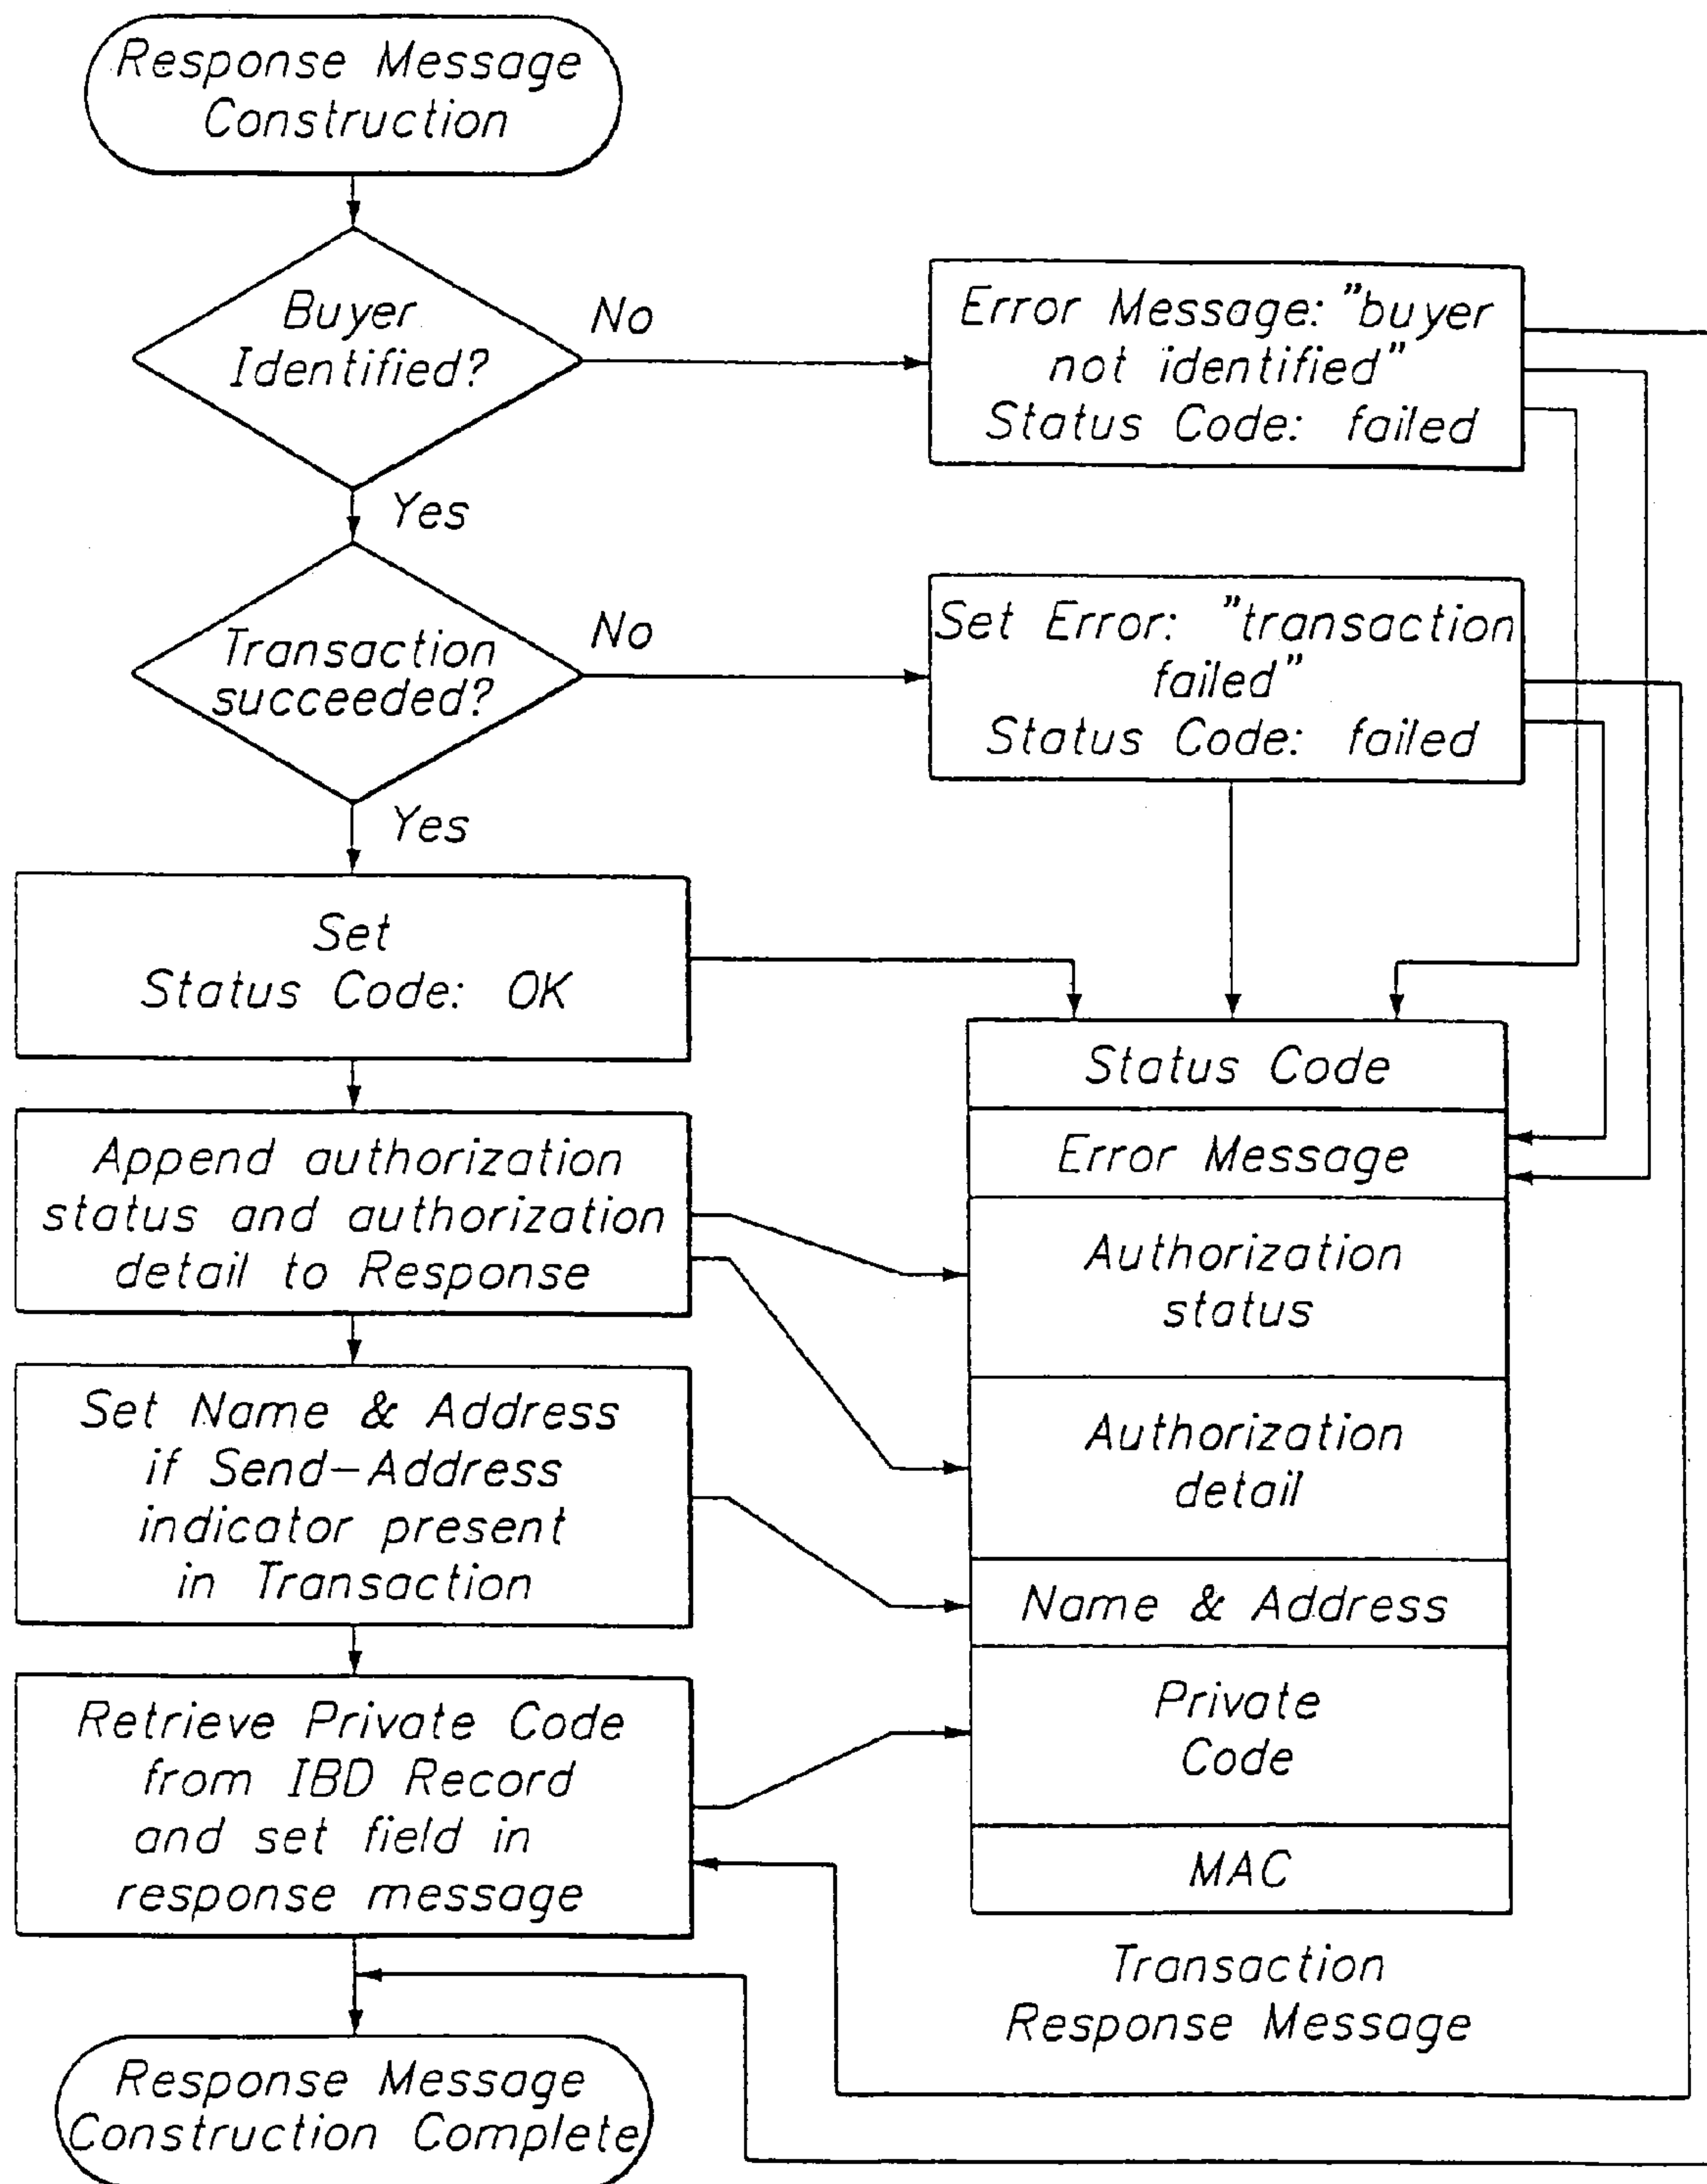 Response Message
Construction
Buyer
Identified?
No
Error Message: "buyer
not identified"
Status Code: failed
Yes
Transaction
succeeded?
No
Set Error: "transaction
failed"
Status Code: failed
Yes
Set
Status Code: OK
Append authorization
status and authorization
detail to Response
Set Name & Address
if Send-Address
indicator present
in Transaction
Retrieve Private Code
from IBD Record
and set field in
response message
Response Message
Construction Complete
Status Code
Error Message
Authorization
status
Authorization
detail
Name & Address
Private
Code
MAC
Transaction
Response Message